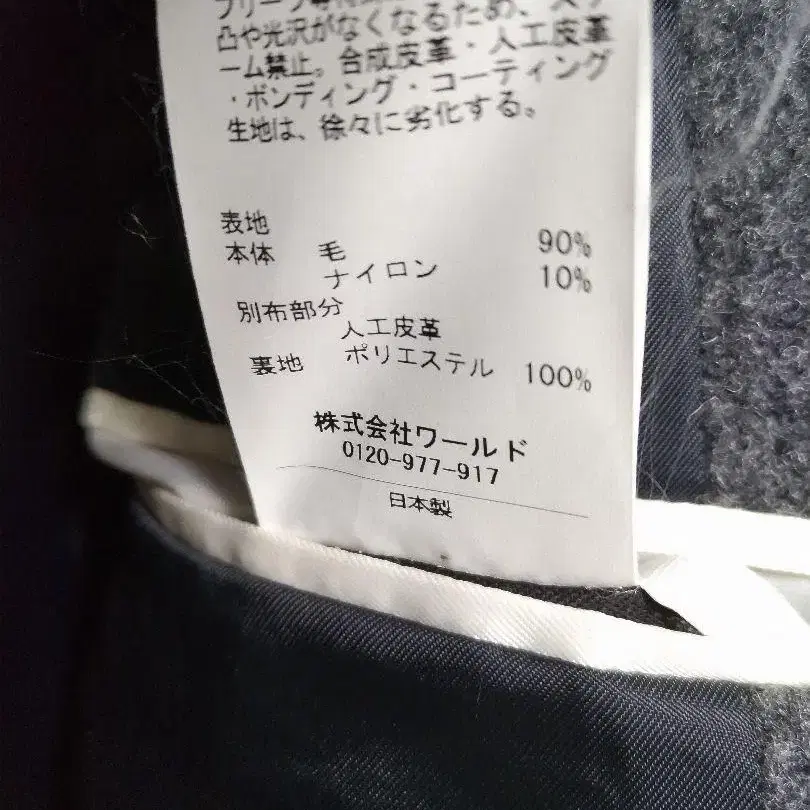 凸や光沢がなくなるため、スチ
ーム禁止。合成皮革・人工皮革
・ボンディング・コーティング
生地は、徐々に劣化する。
表地
本体 毛 90%
ナイロン 10%
別布部分
人工皮革
裏地 ポリエステル 100%
株式会社ワールド
0120-977-917
日本製